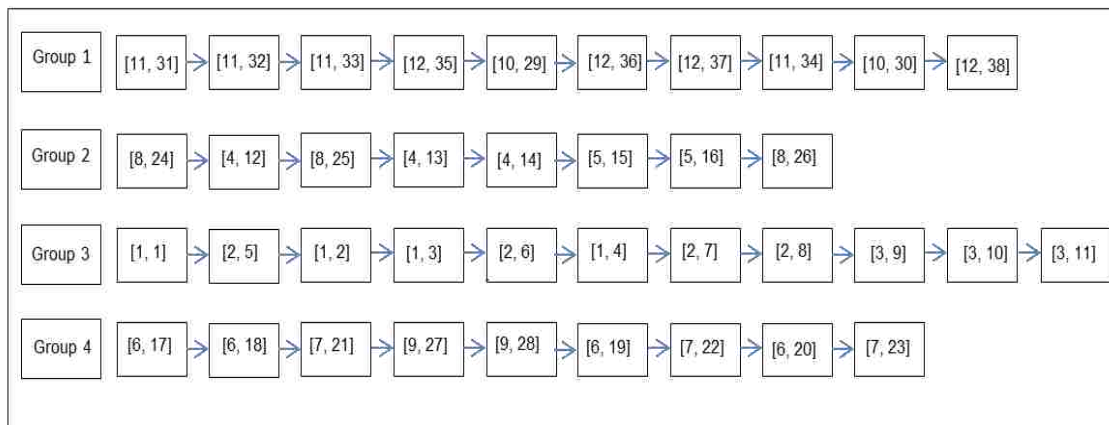 Group 1 [11, 31] [11, 32] [11, 33] [12, 35] [10, 29] [12, 36] [12, 37] [11, 34] [10, 30] [12, 38]
Group 2 [8, 24] [4, 12] [8, 25] [4, 13] [4, 14] [5, 15] [5, 16] [8, 26]
Group 3 [1, 1] [2, 5] [1, 2] [1, 3] [2, 6] [1, 4] [2, 7] [2, 8] [3, 9] [3, 10] [3, 11]
Group 4 [6, 17] [6, 18] [7, 21] [9, 27] [9, 28] [6, 19] [7, 22] [6, 20] [7, 23]